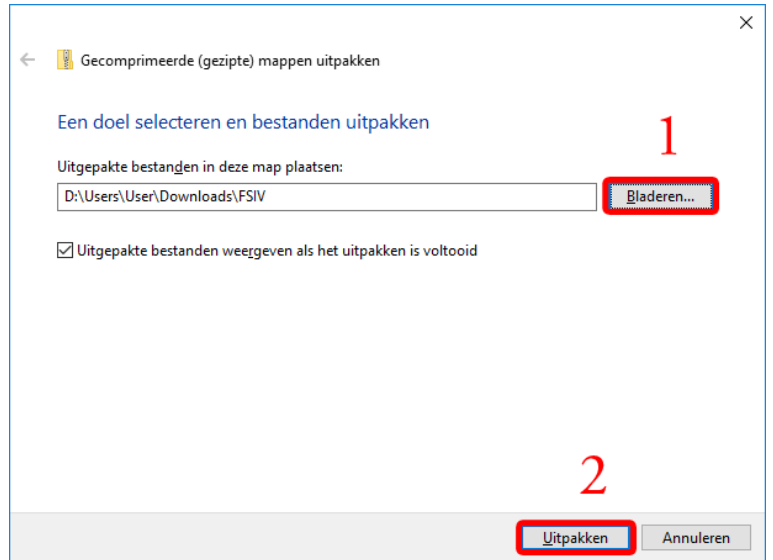 Gecomprimeerde (gezipte) mappen uitpakken
Een doel selecteren en bestanden uitpakken
1
Uitgepakte bestanden in deze map plaatsen:
D:\Users\User\Downloads\FSIV
Bladeren...
Uitgepakte bestanden weergeven als het uitpakken is voltooid
2
Uitpakken
Annuleren